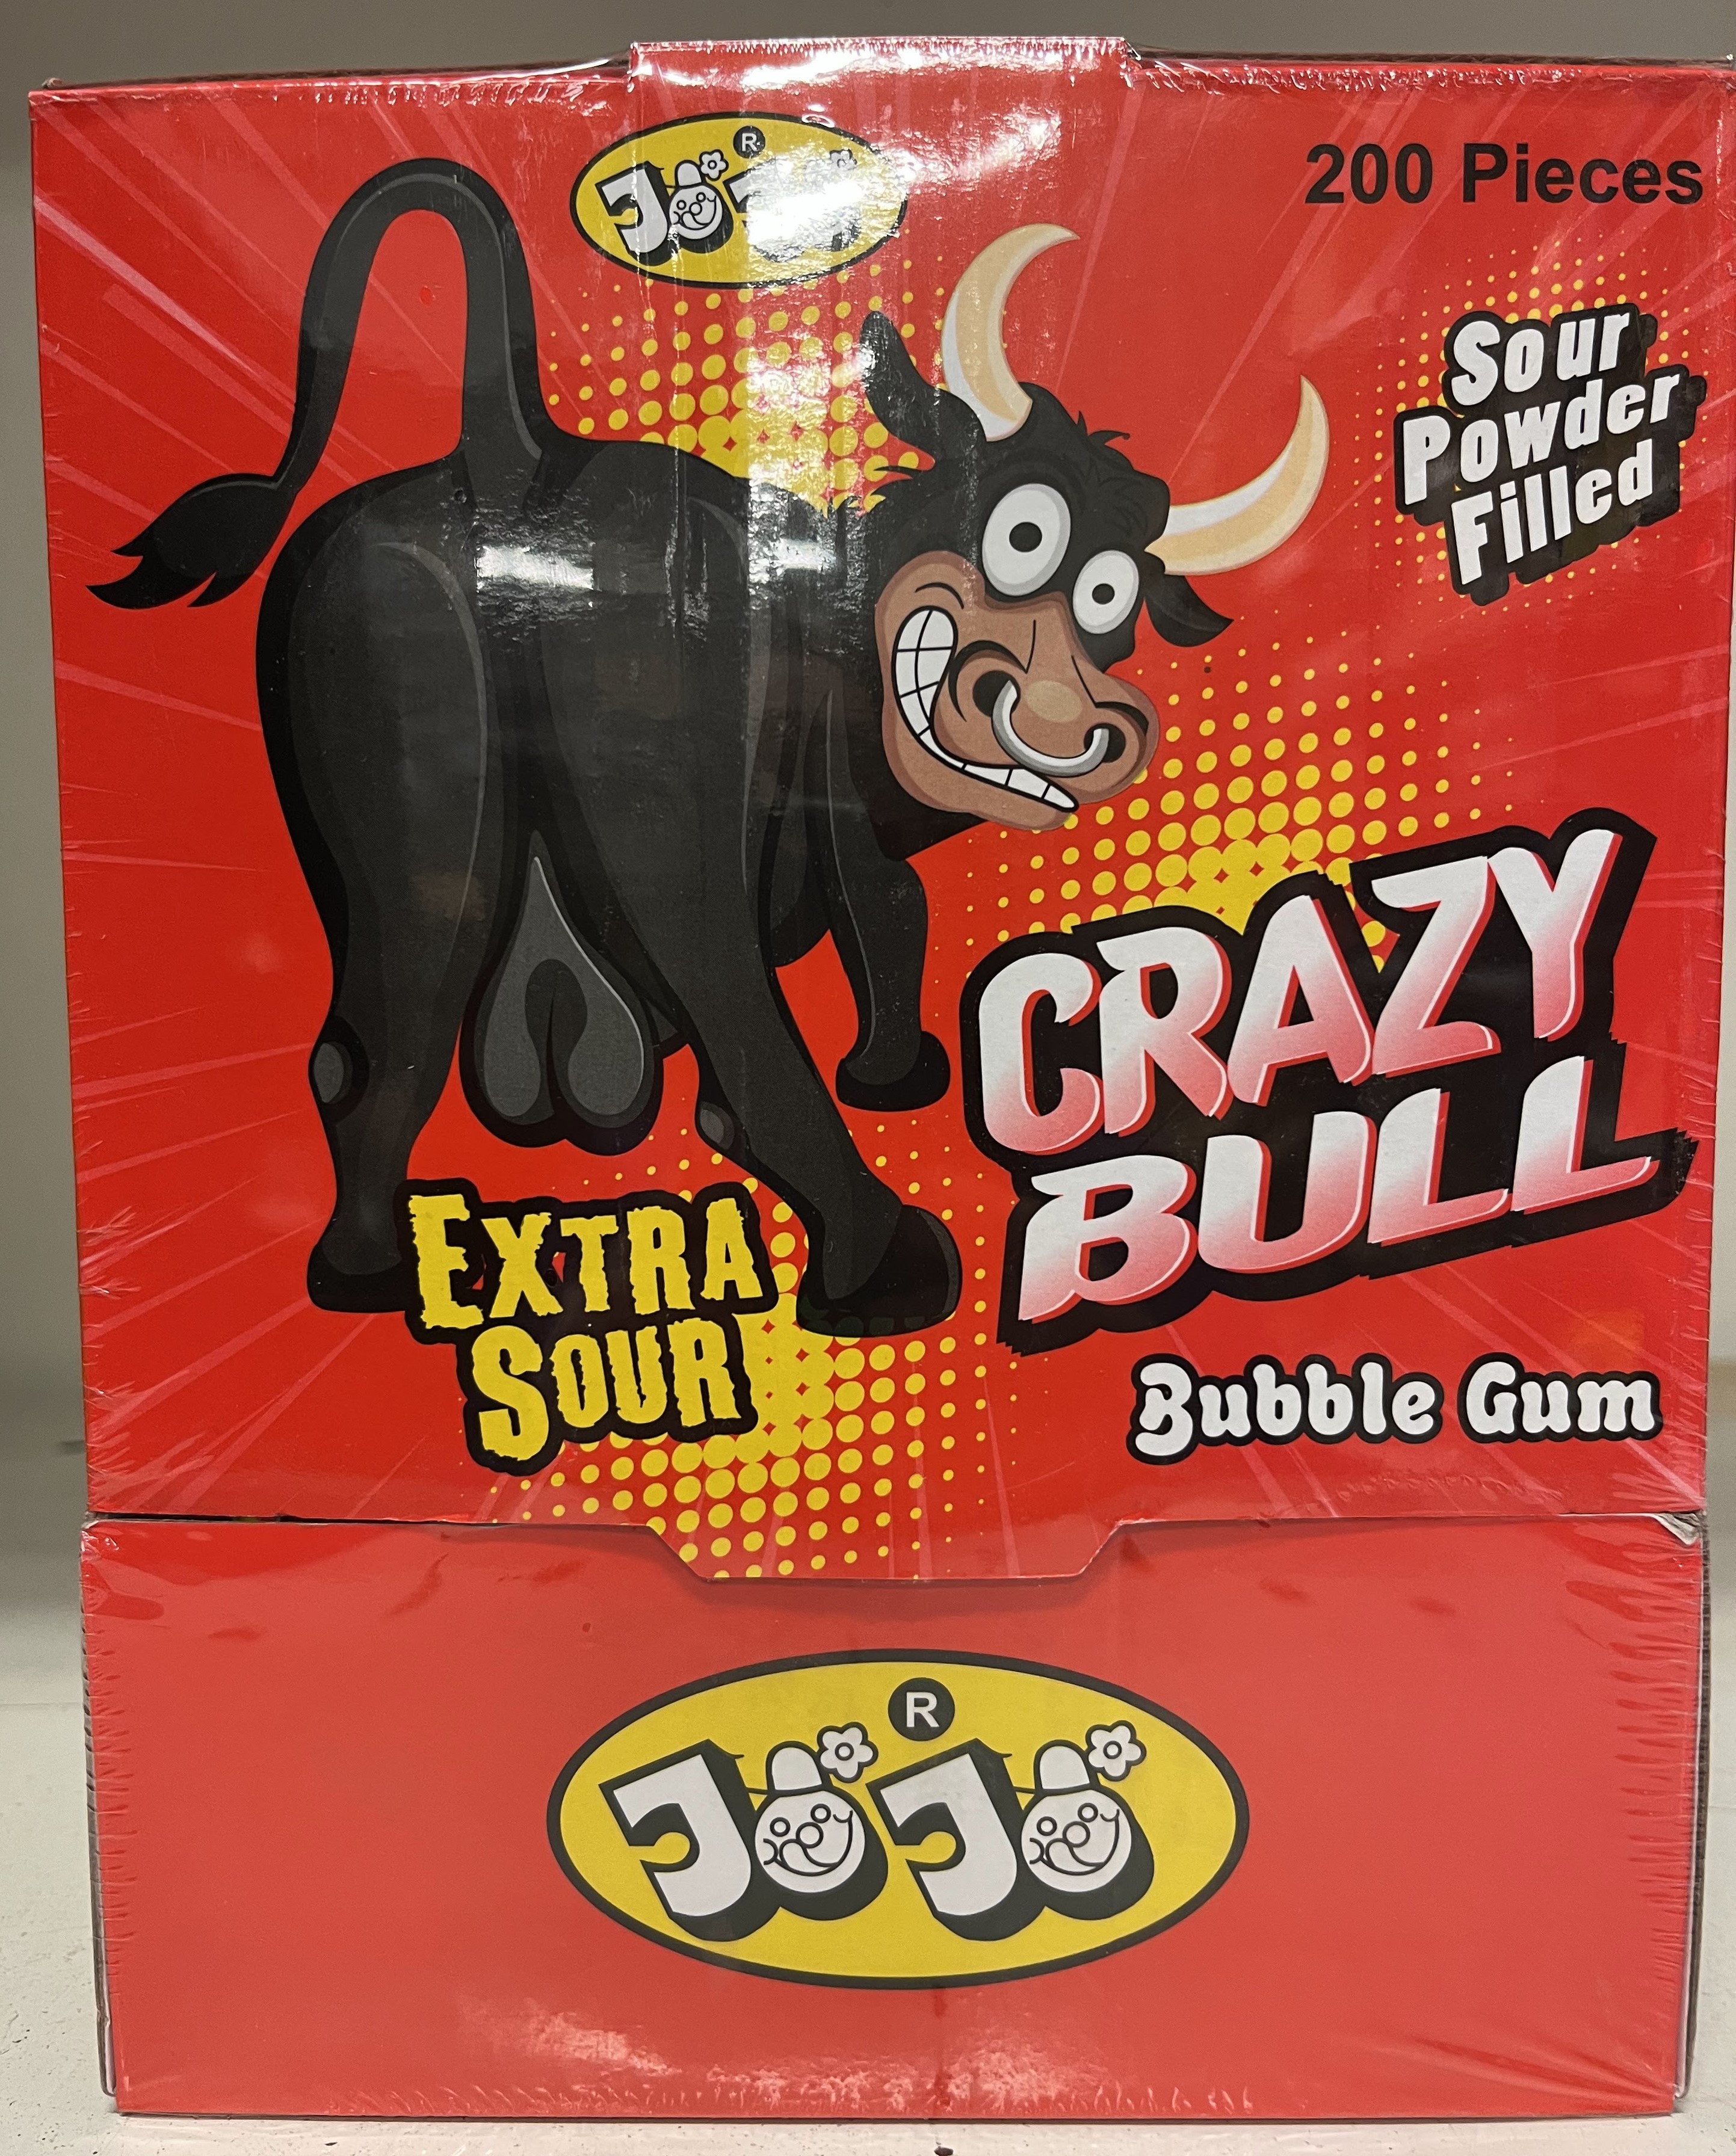 JoJo
R
200 Pieces
Sour
Powder
Filled
CRAZY
BULL
EXTRA
SOUR
Bubble Gum
R
JoJo